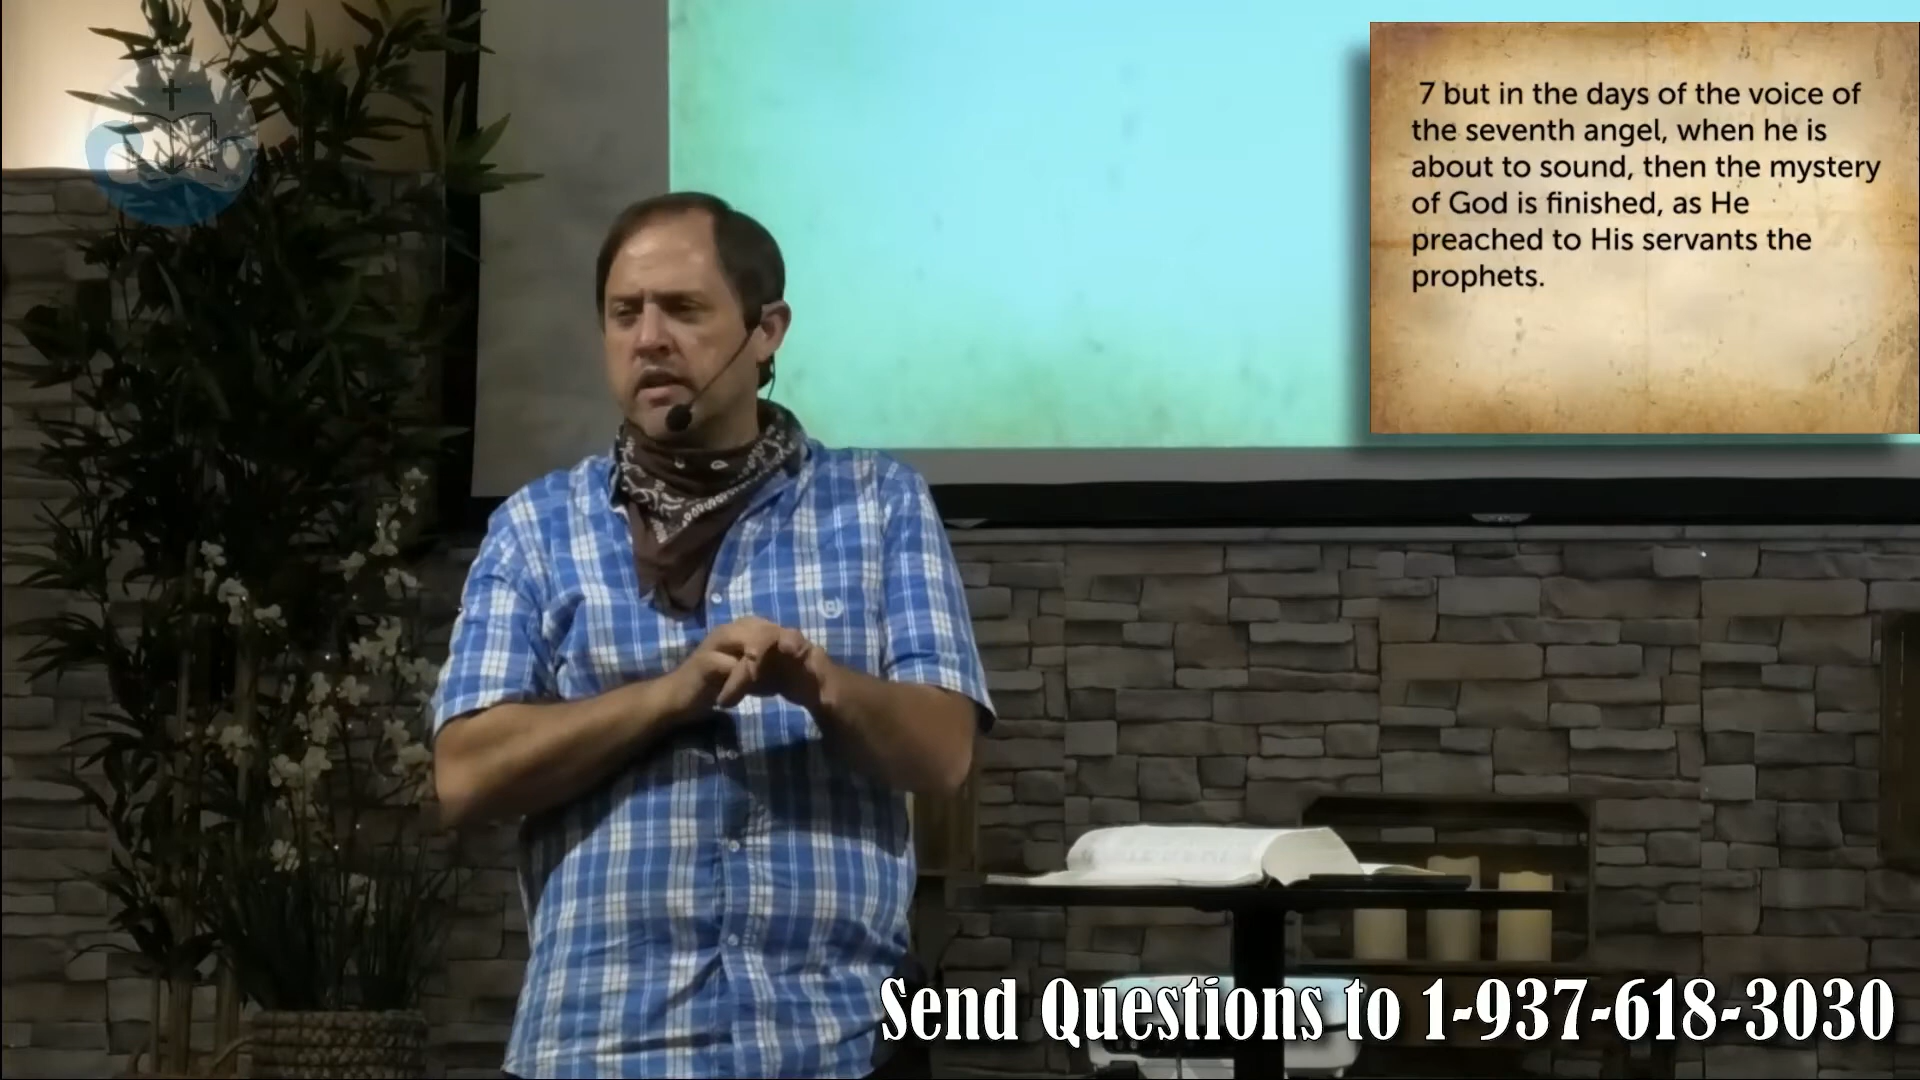 7 but in the days of the voice of
the seventh angel, when he is
about to sound, then the mystery
of God is finished, as He
preached to His servants the
prophets.
Send Questions to 1-937-618-3030